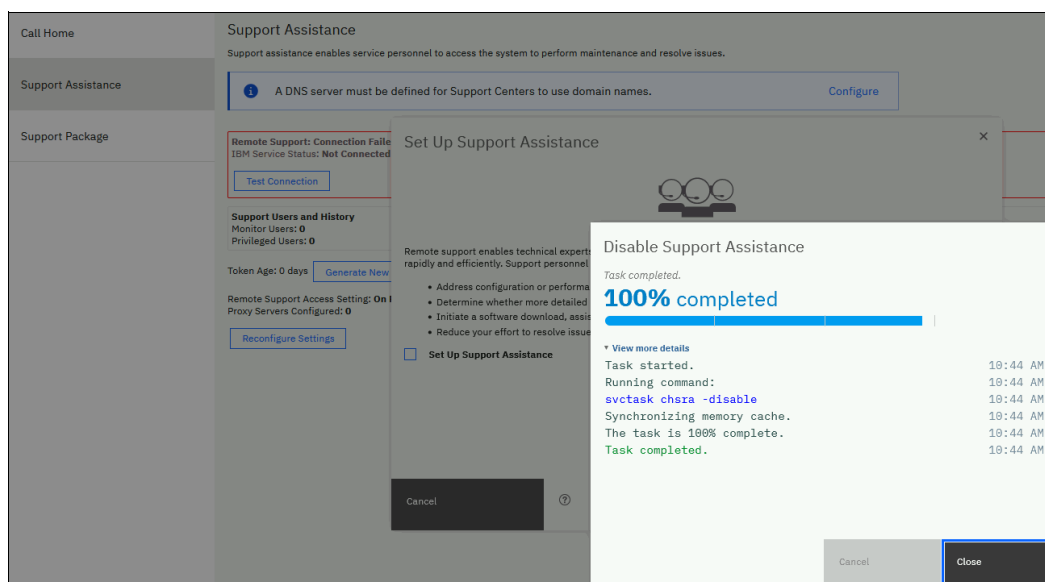 Call Home
Support Assistance
Support Package
Support Assistance
Support assistance enables service personnel to access the system to perform maintenance and resolve issues.
A DNS server must be defined for Support Centers to use domain names.
Configure
Remote Support: Connection Faile
IBM Service Status: Not Connected
Test Connection
Support Users and History
Monitor Users: 0
Privileged Users: 0
Token Age: 0 days
Generate New
Remote Support Access Setting: On
Proxy Servers Configured: 0
Reconfigure Settings
Set Up Support Assistance
×
Remote support enables technical expert
rapidly and efficiently. Support personnel
• Address configuration or performa
• Determine whether more detailed
• Initiate a software download, assis
• Reduce your effort to resolve issue
Set Up Support Assistance
Cancel
?
Disable Support Assistance
Task completed.
100% completed
▾ View more details
Task started. 10:44 AM
Running command: 10:44 AM
svctask chsra -disable 10:44 AM
Synchronizing memory cache. 10:44 AM
The task is 100% complete. 10:44 AM
Task completed. 10:44 AM
Cancel
Close